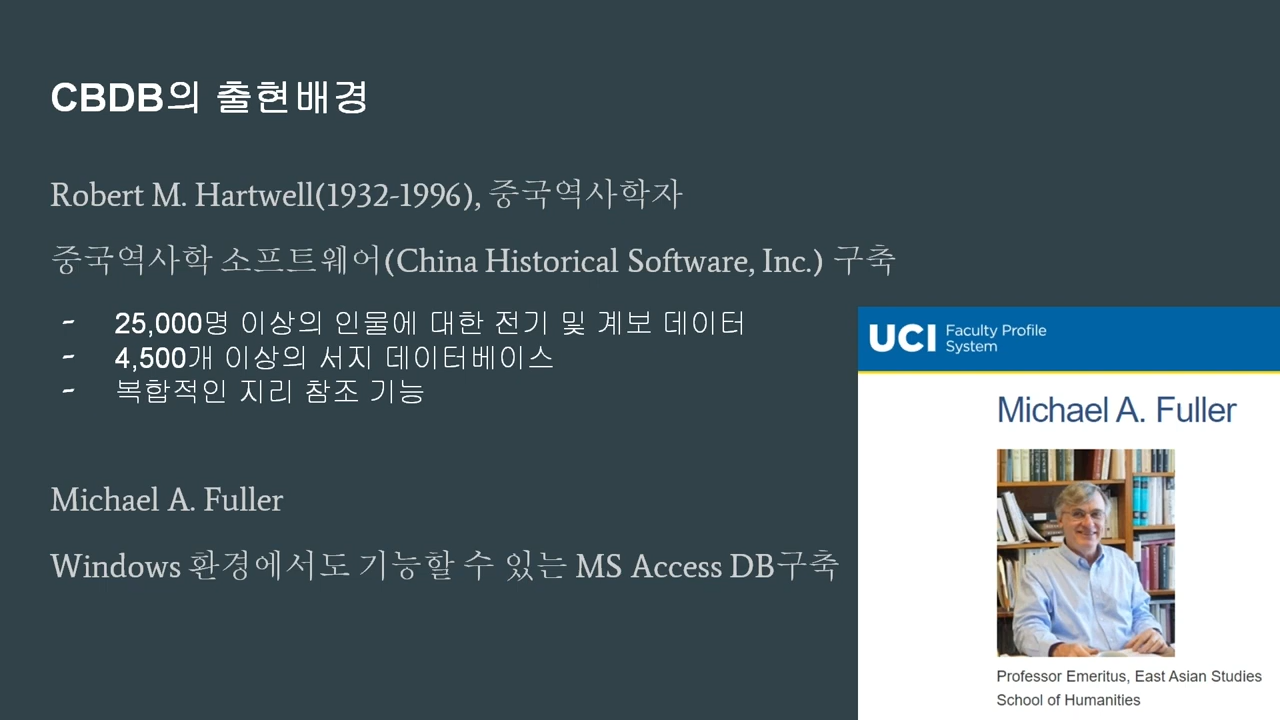 CBDB의 출현배경
Robert M. Hartwell(1932-1996), 중국역사학자
중국역사학 소프트웨어(China Historical Software, Inc.) 구축
- 25,000명 이상의 인물에 대한 전기 및 계보 데이터
- 4,500개 이상의 서지 데이터베이스
- 복합적인 지리 참조 기능
Michael A. Fuller
Windows 환경에서도 기능할 수 있는 MS Access DB구축
UCI Faculty Profile
System
Michael A. Fuller
Professor Emeritus, East Asian Studies
School of Humanities